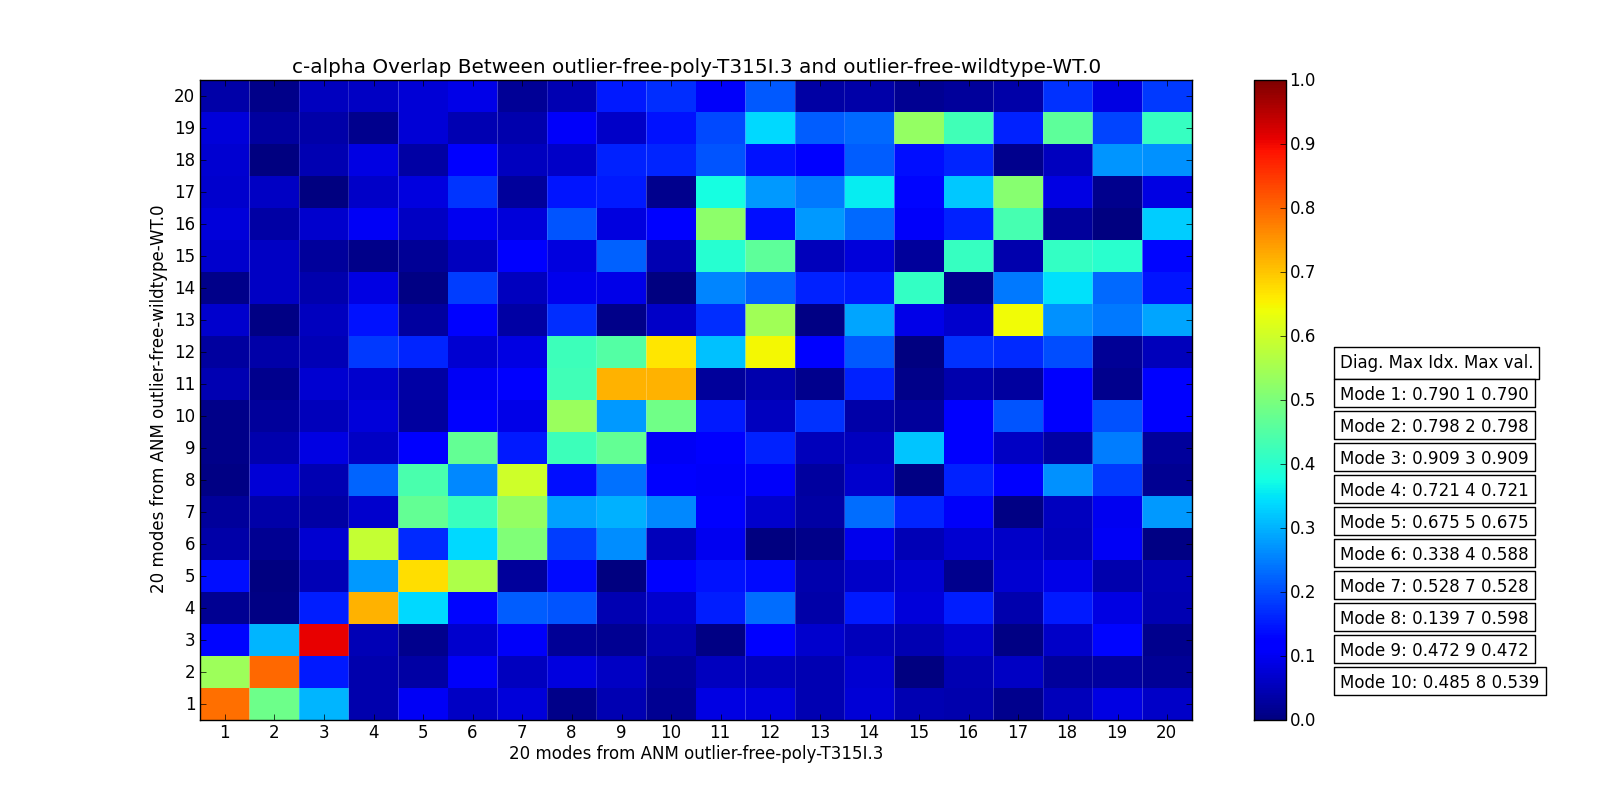 c-alpha Overlap Between outlier-free-poly-T315I.3 and outlier-free-wildtype-WT.0
20 modes from ANM outlier-free-wildtype-WT.0
20
19
18
17
16
15
14
13
12
11
10
9
8
7
6
5
4
3
2
1
1 2 3 4 5 6 7 8 9 10 11 12 13 14 15 16 17 18 19 20
20 modes from ANM outlier-free-poly-T315I.3
1.0
0.9
0.8
0.7
0.6
0.5
0.4
0.3
0.2
0.1
0.0
Diag. Max Idx. Max val.
Mode 1: 0.790 1 0.790
Mode 2: 0.798 2 0.798
Mode 3: 0.909 3 0.909
Mode 4: 0.721 4 0.721
Mode 5: 0.675 5 0.675
Mode 6: 0.338 4 0.588
Mode 7: 0.528 7 0.528
Mode 8: 0.139 7 0.598
Mode 9: 0.472 9 0.472
Mode 10: 0.485 8 0.539